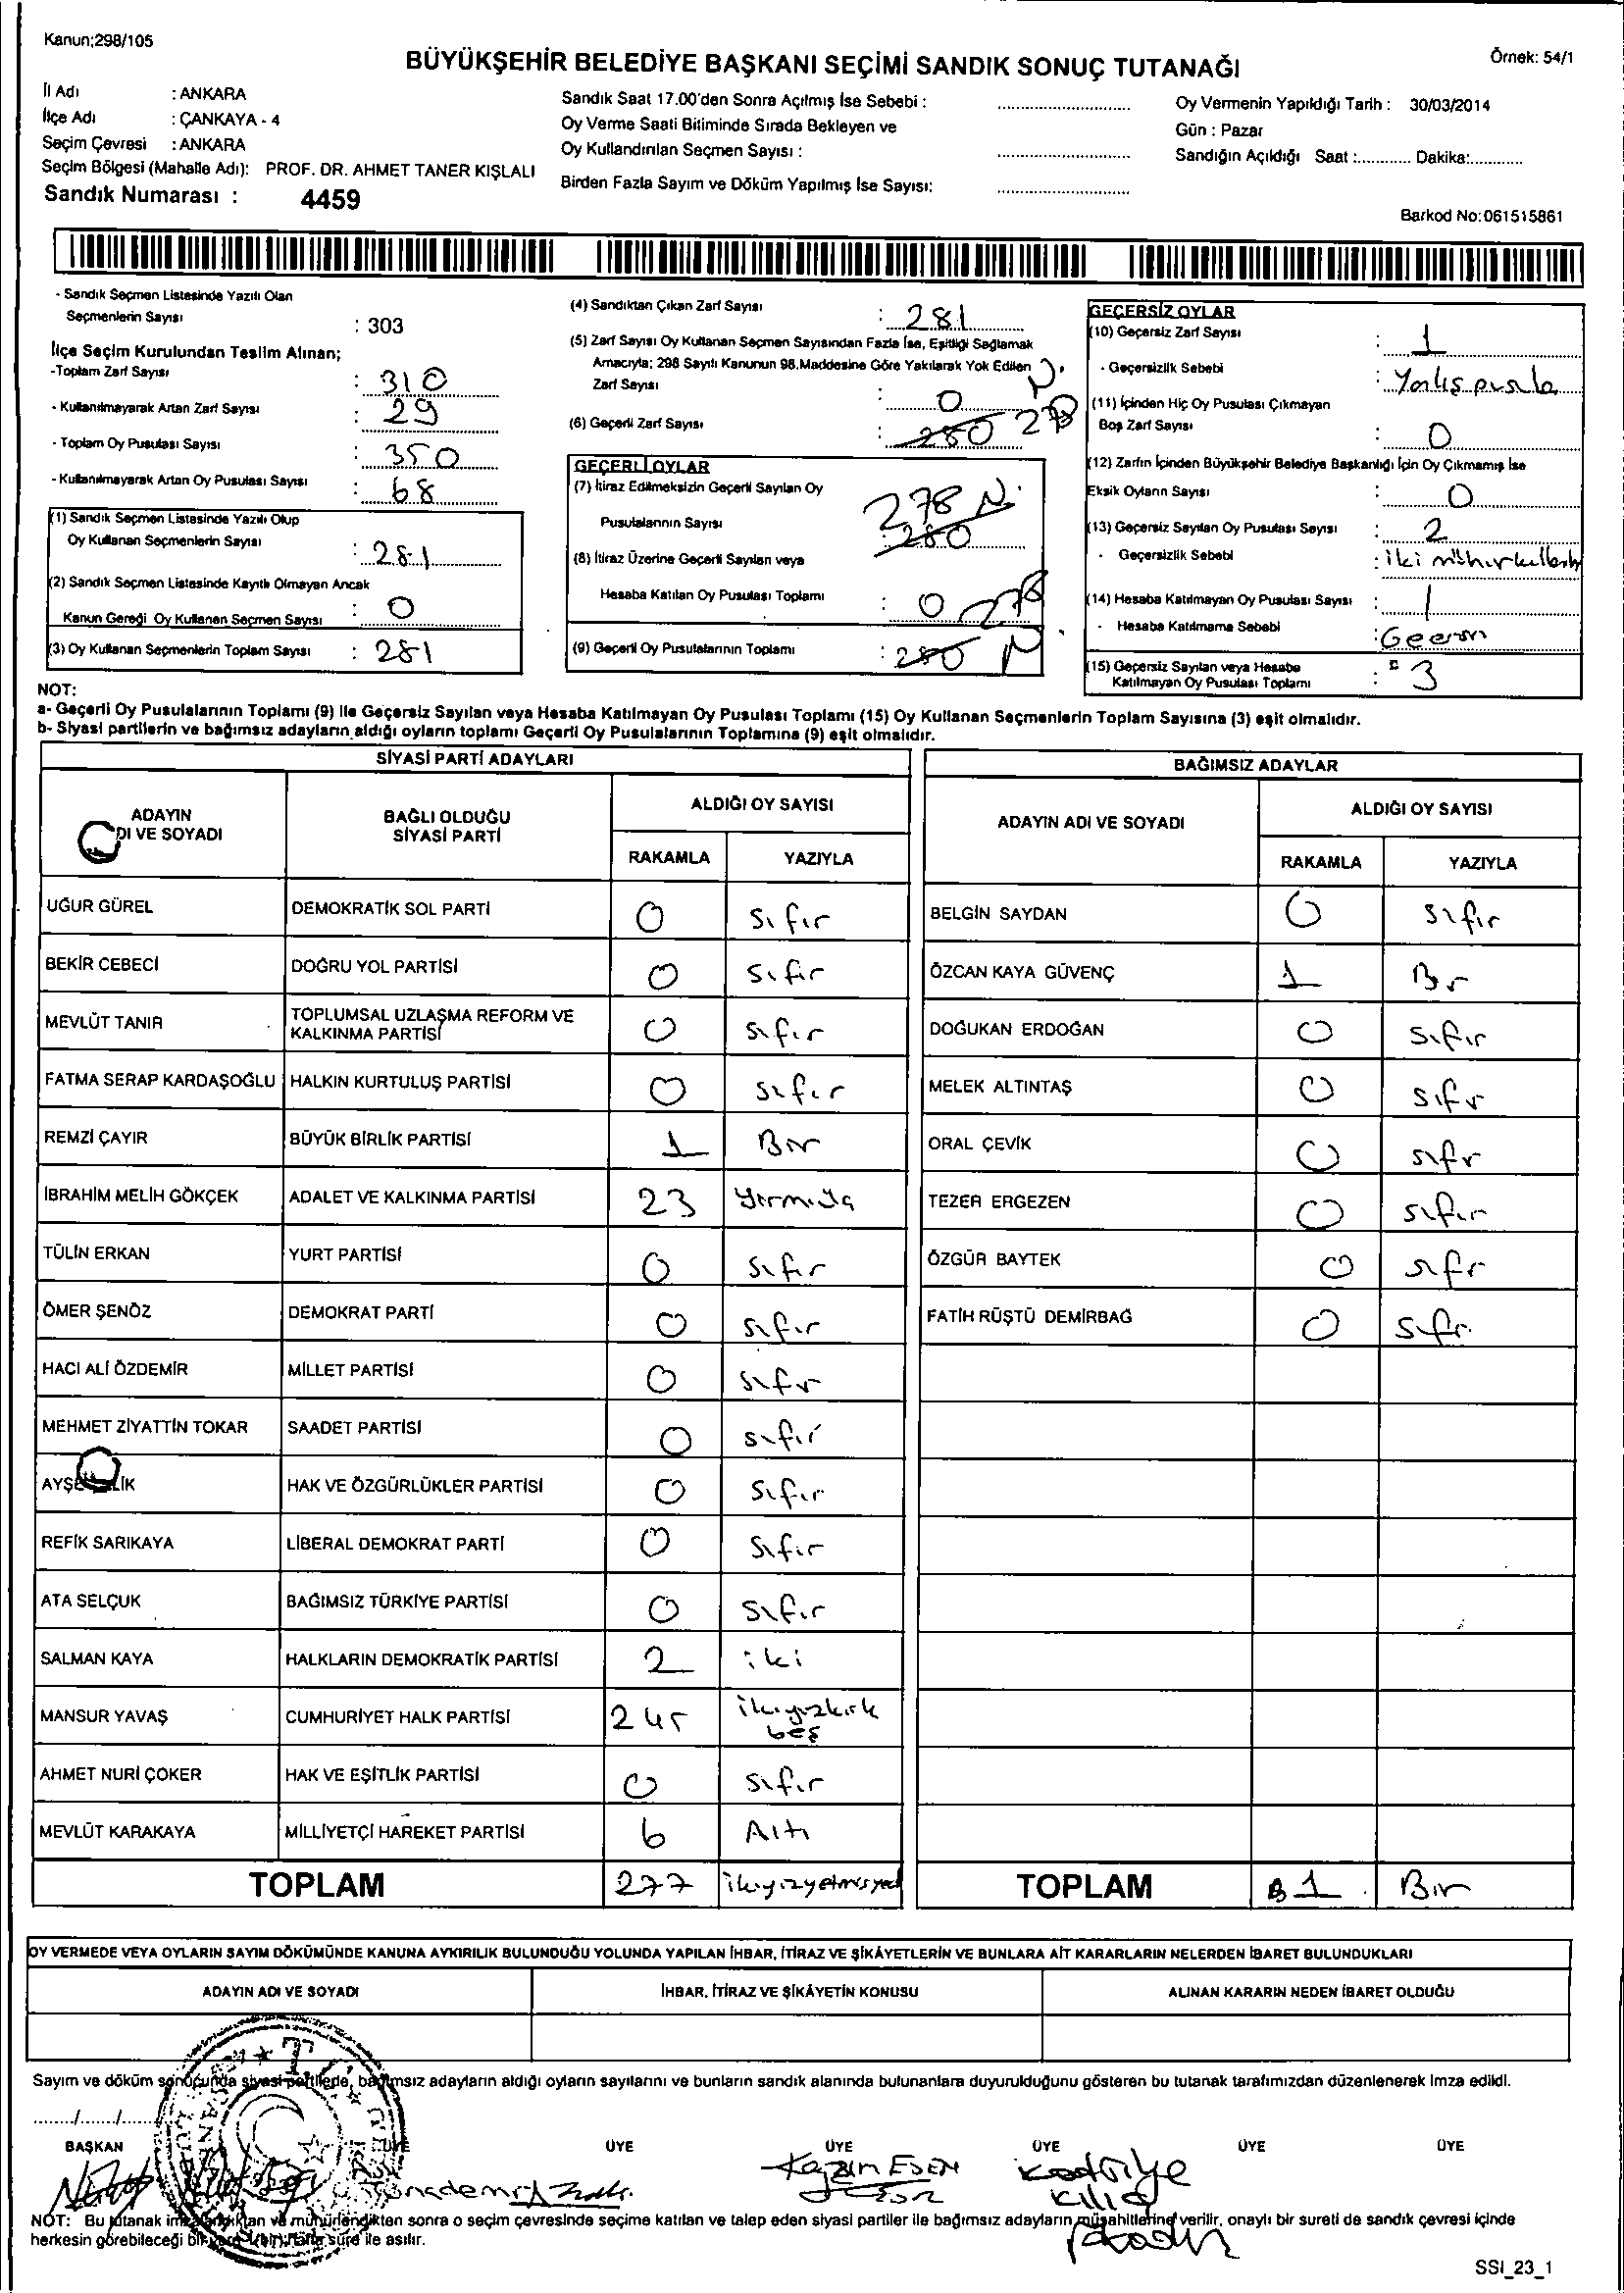 Kanun;298/105
BÜYÜKŞEHİR BELEDİYE BAŞKANI SEÇİMİ SANDIK SONUÇ TUTANAĞI
Örnek: 54/1
İl Adı : ANKARA
İlçe Adı : ÇANKAYA - 4
Seçim Çevresi : ANKARA
Seçim Bölgesi (Mahalle Adı): PROF. DR. AHMET TANER KIŞLALI
Sandık Numarası : 4459
Sandık Saat 17.00'den Sonra Açılmış İse Sebebi :
Oy Verme Saati Bitiminde Sırada Bekleyen ve
Oy Kullandırılan Seçmen Sayısı :
Birden Fazla Sayım ve Döküm Yapılmış İse Sayısı:
Oy Vermenin Yapıldığı Tarih : 30/03/2014
Gün : Pazar
Sandığın Açıldığı Saat :............ Dakika:............
Barkod No:061515861
- Sandık Seçmen Listesinde Yazılı Olan
Seçmenlerin Sayısı : 303
İlçe Seçim Kurulundan Teslim Alınan;
-Toplam Zarf Sayısı : 310
- Kullanılmayarak Artan Zarf Sayısı : 29
- Toplam Oy Pusulası Sayısı : 350
- Kullanılmayarak Artan Oy Pusulası Sayısı : 68
(1) Sandık Seçmen Listesinde Yazılı Olup
Oy Kullanan Seçmenlerin Sayısı : 281
(2) Sandık Seçmen Listesinde Kayıtlı Olmayan Ancak
Kanun Gereği Oy Kullanan Seçmen Sayısı : 0
(3) Oy Kullanan Seçmenlerin Toplam Sayısı : 281
(4) Sandıktan Çıkan Zarf Sayısı : 281
(5) Zarf Sayısı Oy Kullanan Seçmen Sayısından Fazla İse, Eşitliği Sağlamak
Amacıyla; 298 Sayılı Kanunun 98.Maddesine Göre Yakılarak Yok Edilen
Zarf Sayısı : 0
(6) Geçerli Zarf Sayısı : 280 278
GEÇERLİ OYLAR
(7) İtiraz Edilmeksizin Geçerli Sayılan Oy
Pusulalarının Sayısı : 280 278 N.
(8) İtiraz Üzerine Geçerli Sayılan veya
Hesaba Katılan Oy Pusulası Toplamı : 0
(9) Geçerli Oy Pusulalarının Toplamı : 280 278 N
GEÇERSİZ OYLAR
(10) Geçersiz Zarf Sayısı : 1
- Geçersizlik Sebebi : Yanlış pusula
(11) İçinden Hiç Oy Pusulası Çıkmayan
Boş Zarf Sayısı : 0
(12) Zarfın İçinden Büyükşehir Belediye Başkanlığı İçin Oy Çıkmamış İse
Eksik Oyların Sayısı : 0
(13) Geçersiz Sayılan Oy Pusulası Sayısı : 2
- Geçersizlik Sebebi : iki mühür
(14) Hesaba Katılmayan Oy Pusulası Sayısı : 1
- Hesaba Katılmama Sebebi :
(15) Geçersiz Sayılan veya Hesaba
Katılmayan Oy Pusulası Toplamı : 3
NOT:
a- Geçerli Oy Pusulalarının Toplamı (9) ile Geçersiz Sayılan veya Hesaba Katılmayan Oy Pusulası Toplamı (15) Oy Kullanan Seçmenlerin Toplam Sayısına (3) eşit olmalıdır.
b- Siyasi partilerin ve bağımsız adayların aldığı oyların toplamı Geçerli Oy Pusulalarının Toplamına (9) eşit olmalıdır.
SİYASİ PARTİ ADAYLARI
ADAYIN
DI VE SOYADI
BAĞLI OLDUĞU
SİYASİ PARTİ
ALDIĞI OY SAYISI
RAKAMLA YAZIYLA
UĞUR GÜREL DEMOKRATİK SOL PARTİ 0 Sıfır
BEKİR CEBECİ DOĞRU YOL PARTİSİ 0 Sıfır
MEVLÜT TANIR TOPLUMSAL UZLAŞMA REFORM VE
KALKINMA PARTİSİ 0 Sıfır
FATMA SERAP KARDAŞOĞLU HALKIN KURTULUŞ PARTİSİ 0 Sıfır
REMZİ ÇAYIR BÜYÜK BİRLİK PARTİSİ 1 Bir
İBRAHİM MELİH GÖKÇEK ADALET VE KALKINMA PARTİSİ 23 Yirmiüç
TÜLİN ERKAN YURT PARTİSİ 0 Sıfır
ÖMER ŞENÖZ DEMOKRAT PARTİ 0 Sıfır
HACI ALİ ÖZDEMİR MİLLET PARTİSİ 0 Sıfır
MEHMET ZİYATTİN TOKAR SAADET PARTİSİ 0 Sıfır
AYŞE LİK HAK VE ÖZGÜRLÜKLER PARTİSİ 0 Sıfır
REFİK SARIKAYA LİBERAL DEMOKRAT PARTİ 0 Sıfır
ATA SELÇUK BAĞIMSIZ TÜRKİYE PARTİSİ 0 Sıfır
SALMAN KAYA HALKLARIN DEMOKRATİK PARTİSİ 2 iki
MANSUR YAVAŞ CUMHURİYET HALK PARTİSİ 245 ikiyüzkırk
beş
AHMET NURİ ÇOKER HAK VE EŞİTLİK PARTİSİ 0 Sıfır
MEVLÜT KARAKAYA MİLLİYETÇİ HAREKET PARTİSİ 6 Altı
TOPLAM 277 ikiyüzyetmişyedi
BAĞIMSIZ ADAYLAR
ADAYIN ADI VE SOYADI
ALDIĞI OY SAYISI
RAKAMLA YAZIYLA
BELGİN SAYDAN 0 Sıfır
ÖZCAN KAYA GÜVENÇ 1 Bir
DOĞUKAN ERDOĞAN 0 Sıfır
MELEK ALTINTAŞ 0 Sıfır
ORAL ÇEVİK 0 Sıfır
TEZER ERGEZEN 0 Sıfır
ÖZGÜR BAYTEK 0 Sıfır
FATİH RÜŞTÜ DEMİRBAĞ 0 Sıfır
TOPLAM 1 Bir
OY VERMEDE VEYA OYLARIN SAYIM DÖKÜMÜNDE KANUNA AYKIRILIK BULUNDUĞU YOLUNDA YAPILAN İHBAR, İTİRAZ VE ŞİKÂYETLERİN VE BUNLARA AİT KARARLARIN NELERDEN İBARET BULUNDUKLARI
ADAYIN ADI VE SOYADI İHBAR, İTİRAZ VE ŞİKÂYETİN KONUSU ALINAN KARARIN NEDEN İBARET OLDUĞU
Sayım ve döküm sonucunda siyasi partilerle, bağımsız adayların aldığı oyların sayılarını ve bunların sandık alanında bulunanlara duyurulduğunu gösteren bu tutanak tarafımızdan düzenlenerek imza edildi.
....../....../......
BAŞKAN ÜYE ÜYE ÜYE ÜYE ÜYE ÜYE
Kazım ESEN Kadriye
Kılıç
NOT: Bu tutanak imzalandıktan ve mühürlendikten sonra o seçim çevresinde seçime katılan ve talep eden siyasi partiler ile bağımsız adayların müşahitlerine verilir, onaylı bir sureti de sandık çevresi içinde
herkesin görebileceği bir yere (bir) hafta süre ile asılır.
SSI_23_1